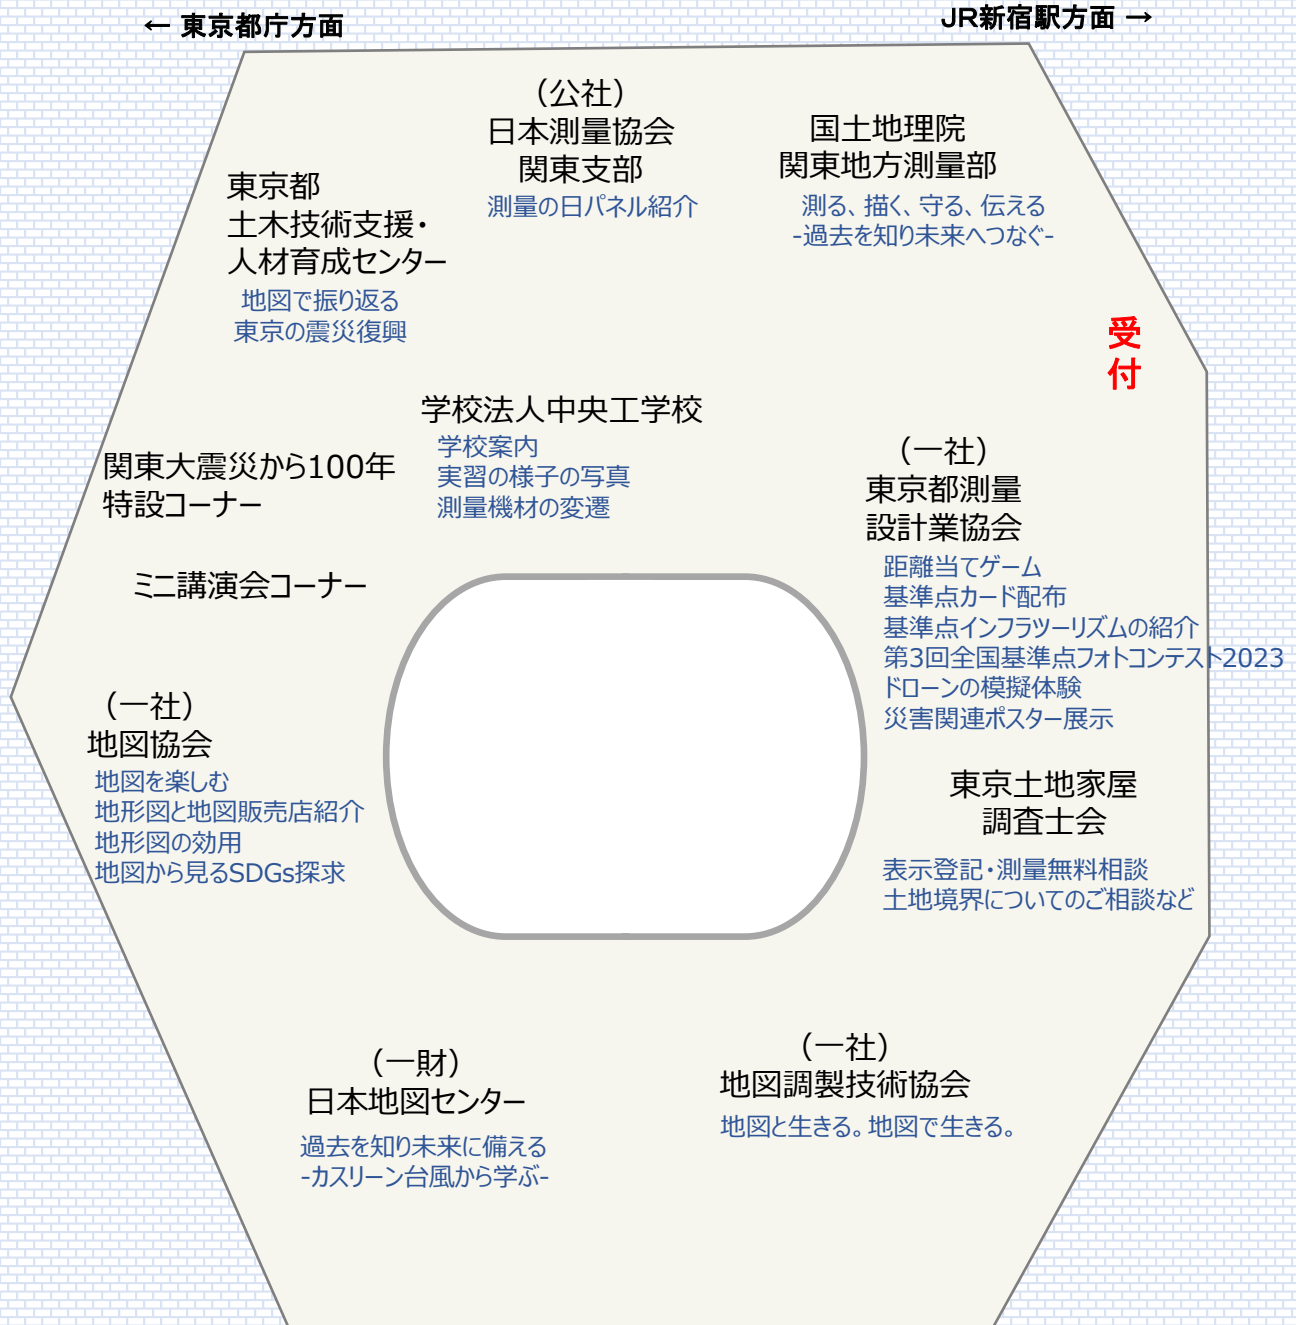 ← 東京都庁方面
JR新宿駅方面 →
(公社)
日本測量協会
関東支部
測量の日パネル紹介
国土地理院
関東地方測量部
測る、描く、守る、伝える
-過去を知り未来へつなぐ-
東京都
土木技術支援・
人材育成センター
地図で振り返る
東京の震災復興
受
付
学校法人中央工学校
学校案内
実習の様子の写真
測量機材の変遷
関東大震災から100年
特設コーナー
ミニ講演会コーナー
(一社)
東京都測量
設計業協会
距離当てゲーム
基準点カード配布
基準点インフラツーリズムの紹介
第3回全国基準点フォトコンテスト2023
ドローンの模擬体験
災害関連ポスター展示
(一社)
地図協会
地図を楽しむ
地形図と地図販売店紹介
地形図の効用
地図から見るSDGs探求
東京土地家屋
調査士会
表示登記・測量無料相談
土地境界についてのご相談など
(一財)
日本地図センター
過去を知り未来に備える
-カスリーン台風から学ぶ-
(一社)
地図調製技術協会
地図と生きる。地図で生きる。